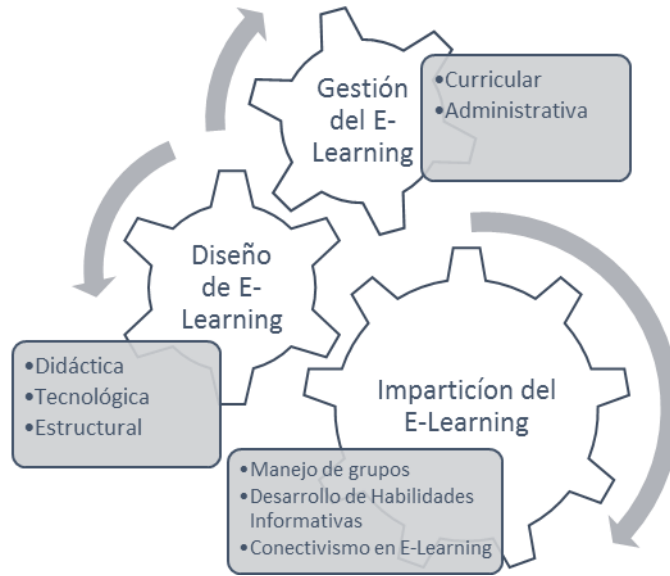 Gestión
del E-
Learning
•Curricular
•Administrativa
Diseño
de E-
Learning
•Didáctica
•Tecnológica
•Estructural
Imparticíon del
E-Learning
•Manejo de grupos
•Desarrollo de Habilidades
Informativas
•Conectivismo en E-Learning